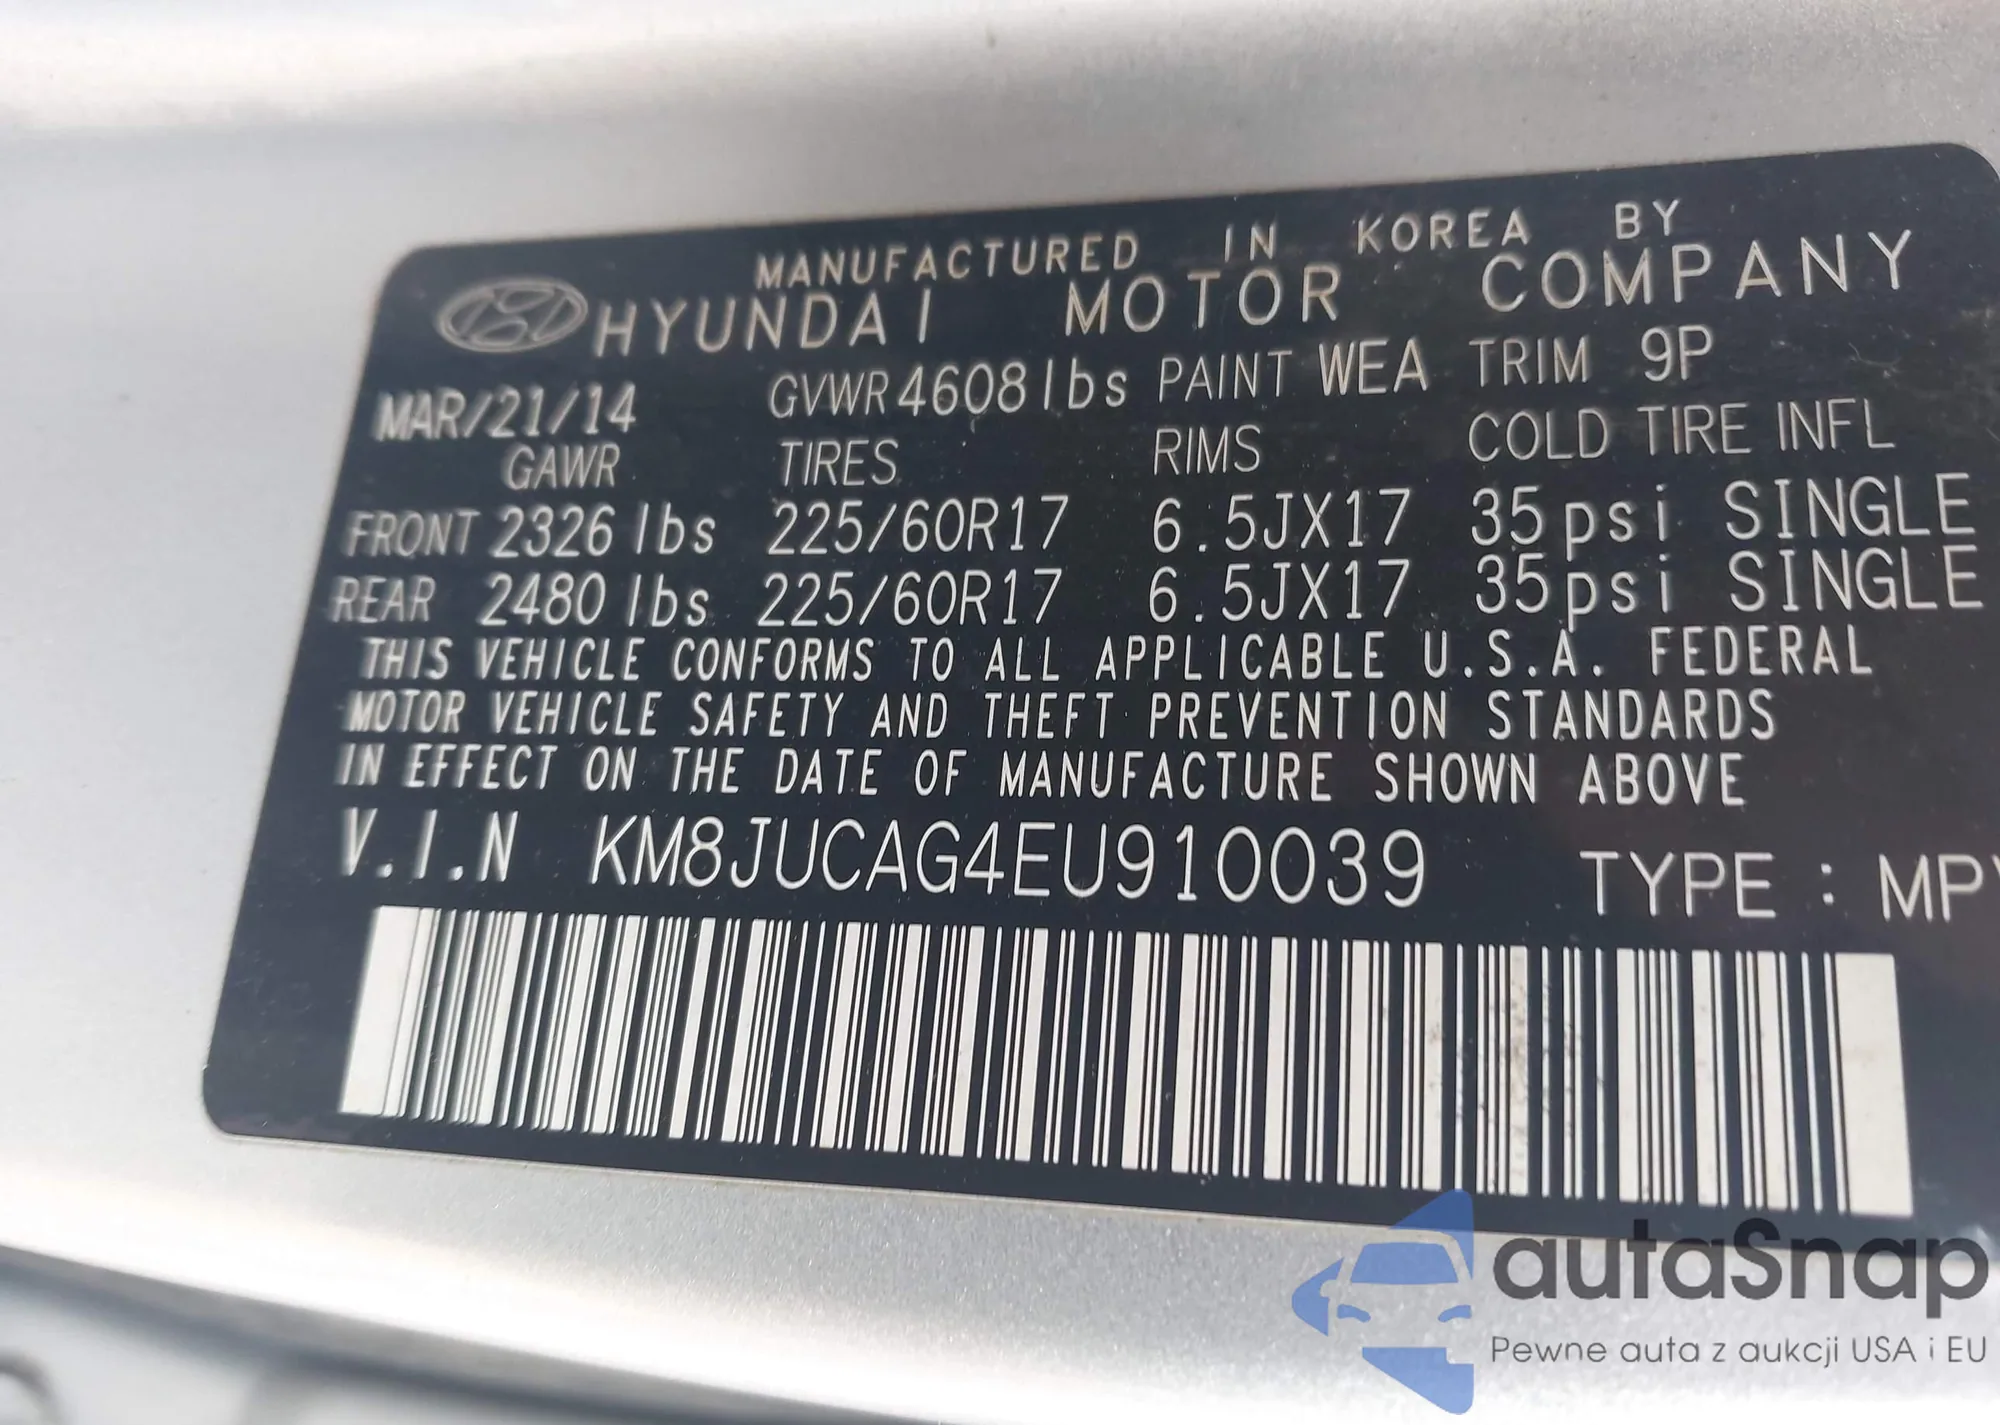 MANUFACTURED IN KOREA BY
HYUNDAI MOTOR COMPANY
MAR/21/14 GVWR 4608 lbs PAINT WEA TRIM 9P
GAWR TIRES RIMS COLD TIRE INFL
FRONT 2326 lbs 225/60R17 6.5JX17 35psi SINGLE
REAR 2480 lbs 225/60R17 6.5JX17 35psi SINGLE
THIS VEHICLE CONFORMS TO ALL APPLICABLE U.S.A. FEDERAL
MOTOR VEHICLE SAFETY AND THEFT PREVENTION STANDARDS
IN EFFECT ON THE DATE OF MANUFACTURE SHOWN ABOVE
V.I.N KM8JUCAG4EU910039 TYPE : MPV
autaSnap
Pewne auta z aukcji USA i EU